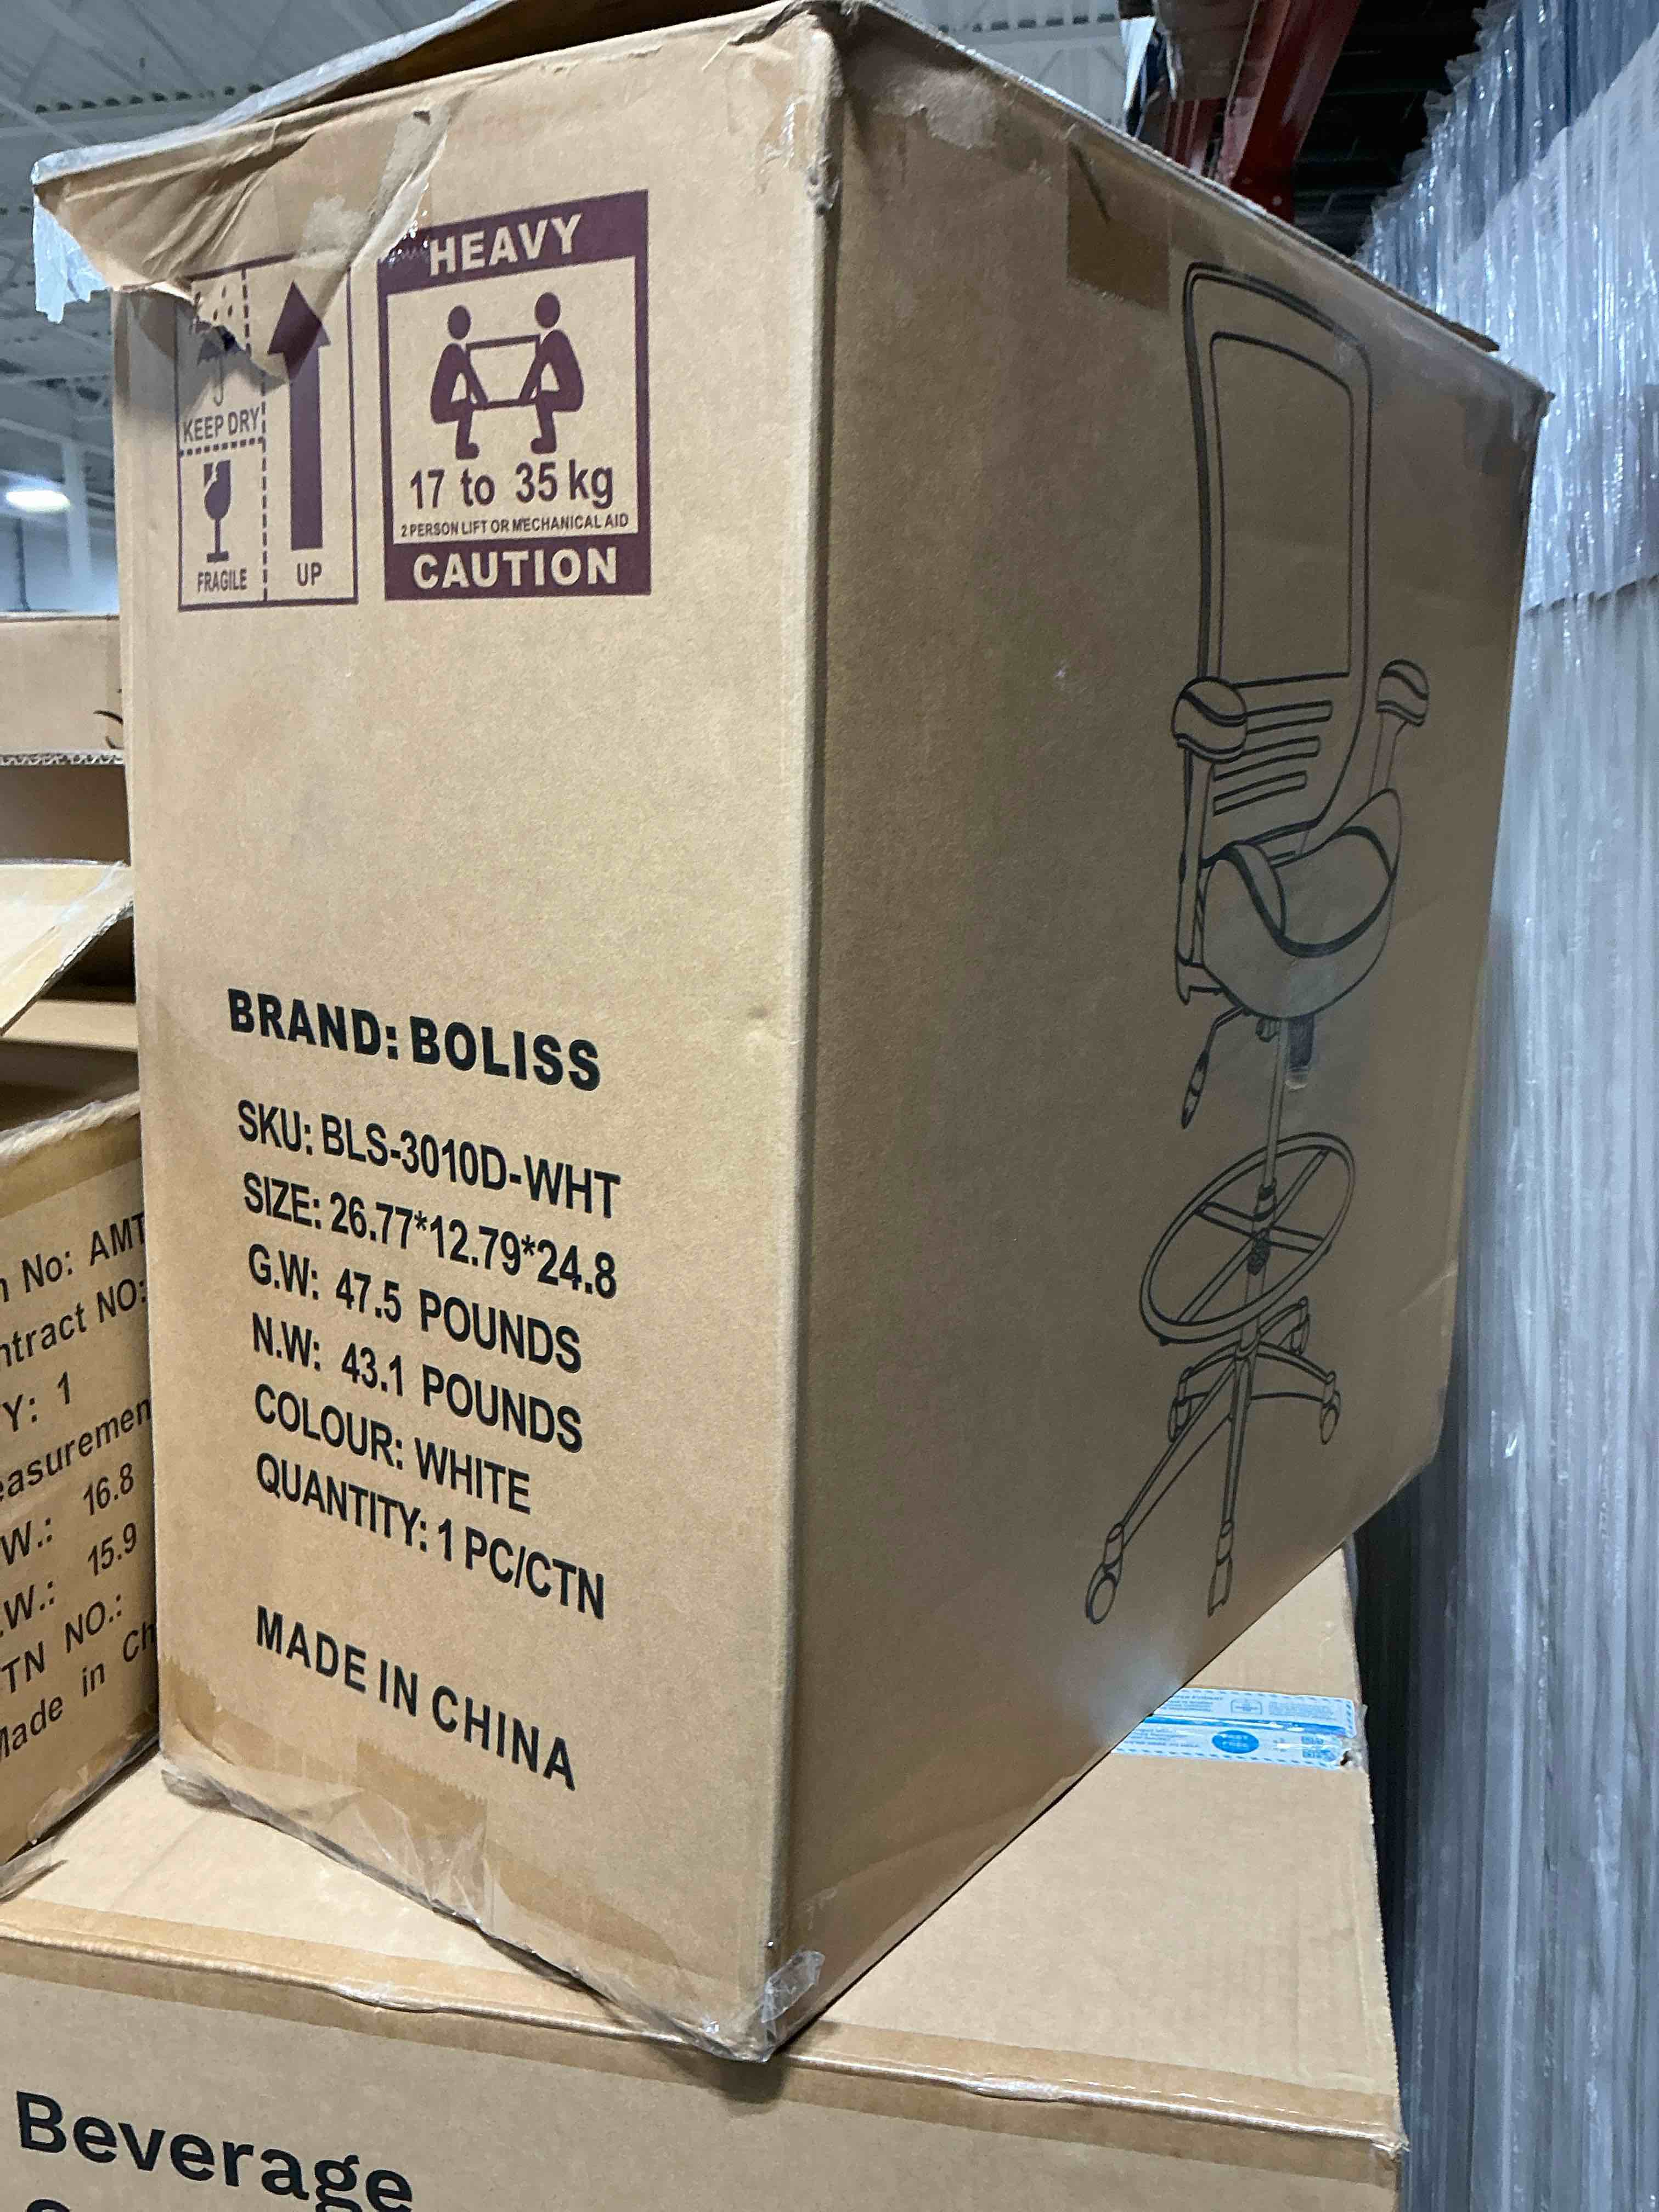 HEAVY
17 to 35 kg
2 PERSON LIFT OR MECHANICAL AID
CAUTION
KEEP DRY
FRAGILE
UP
BRAND: BOLISS
SKU: BLS-3010D-WHT
SIZE: 26.77*12.79*24.8
G.W: 47.5 POUNDS
N.W: 43.1 POUNDS
COLOUR: WHITE
QUANTITY: 1 PC/CTN
MADE IN CHINA
No: AMT
ntract NO:
Y: 1
easuremen
W.: 16.8
.W.: 15.9
TN NO.:
Made in Ch
Beverage